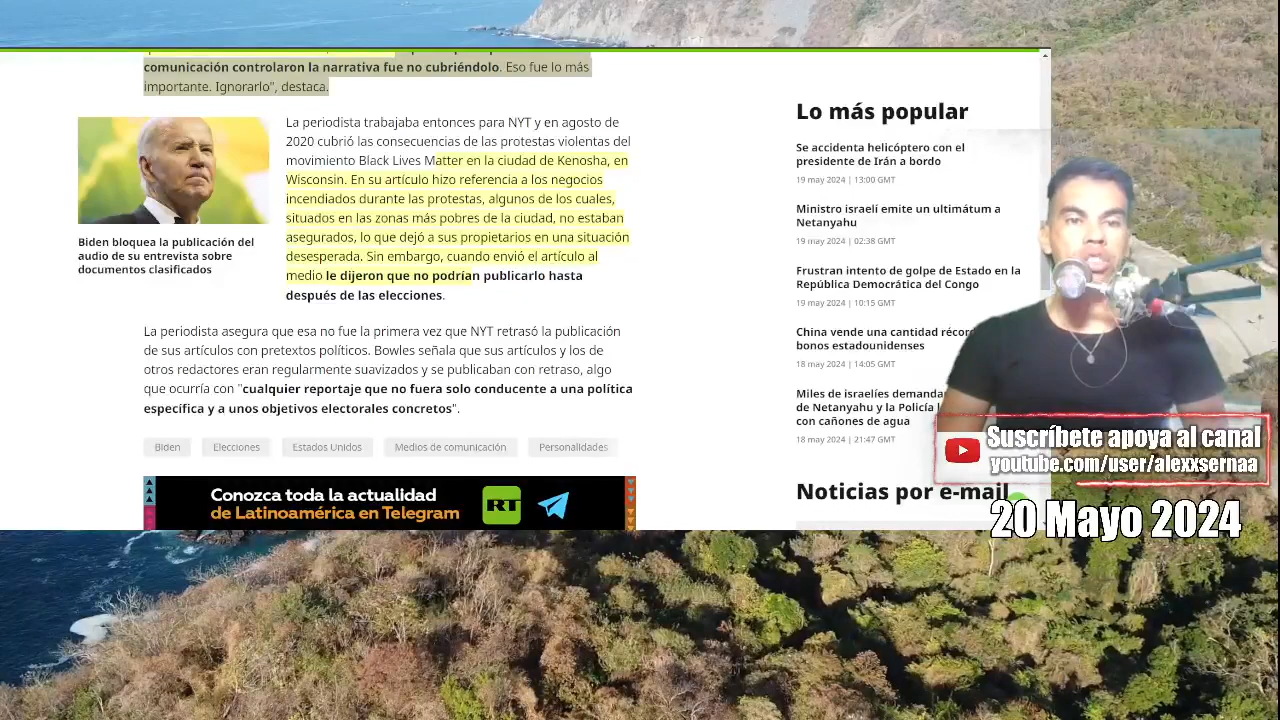 comunicación controlaron la narrativa fue no cubriéndolo. Eso fue lo más
importante. Ignorarlo", destaca.
La periodista trabajaba entonces para NYT y en agosto de
2020 cubrió las consecuencias de las protestas violentas del
movimiento Black Lives Matter en la ciudad de Kenosha, en
Wisconsin. En su artículo hizo referencia a los negocios
incendiados durante las protestas, algunos de los cuales,
situados en las zonas más pobres de la ciudad, no estaban
asegurados, lo que dejó a sus propietarios en una situación
desesperada. Sin embargo, cuando envió el artículo al
medio le dijeron que no podrían publicarlo hasta
después de las elecciones.
Biden bloquea la publicación del
audio de su entrevista sobre
documentos clasificados
La periodista asegura que esa no fue la primera vez que NYT retrasó la publicación
de sus artículos con pretextos políticos. Bowles señala que sus artículos y los de
redactores eran regularmente suavizados y se publicaban con retraso, algo
que ocurría con "cualquier reportaje que no fuera solo conducente a una política
específica y a unos objetivos electorales concretos".
Biden
Elecciones
Estados Unidos
Medios de comunicación
Personalidades
Conozca toda la actualidad
de Latinoamérica en Telegram
RT
Lo más popular
Se accidenta helicóptero con el
presidente de Irán a bordo
19 may 2024 | 13:00 GMT
Ministro israelí emite un ultimátum a
Netanyahu
19 may 2024 | 02:38 GMT
Frustran intento de golpe de Estado en la
República Democrática del Congo
19 may 2024 | 10:15 GMT
China vende una cantidad récord
bonos estadounidenses
18 may 2024 | 14:05 GMT
Miles de israelíes demandan
de Netanyahu y la Policía
con cañones de agua
18 may 2024 | 21:47 GMT
Noticias por e-mail
Suscríbete apoya al canal
youtube.com/user/alexxsernaa
20 Mayo 2024